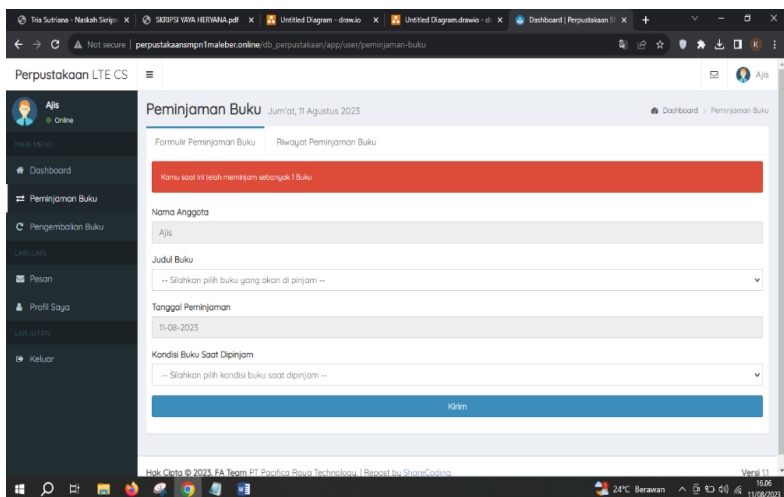 Tria Sutriana - Naskah Skrips
SKRIPSI YAYA HERYANA.pdf
Untitled Diagram - draw.io
Untitled Diagram.drawio - d
Dashboard | Perpustakaan S
Not secure | perpustakaansmpn1maleber.online/db_perpustakaan/app/user/peminjaman-buku
K
Perpustakaan LTE CS
Ajis
Ajis
Online
Peminjaman Buku Jum'at, 11 Agustus 2023
Dashboard > Peminjaman Buku
MAIN MENU
Dashboard
Peminjaman Buku
Pengembalian Buku
LAIN LAIN
Pesan
Profil Saya
LANJUTAN
Keluar
Formulir Peminjaman Buku
Riwayat Peminjaman Buku
Kamu saat ini telah meminjam sebanyak 1 Buku
Nama Anggota
Ajis
Judul Buku
-- Silahkan pilih buku yang akan di pinjam --
Tanggal Peminjaman
11-08-2023
Kondisi Buku Saat Dipinjam
-- Silahkan pilih kondisi buku saat dipinjam --
Kirim
Hak Cipta © 2023. FA Team PT Pacifica Raya Technology. | Repost by ShareCoding.
Versi 1.1
24°C Berawan
16.06
11/08/2023